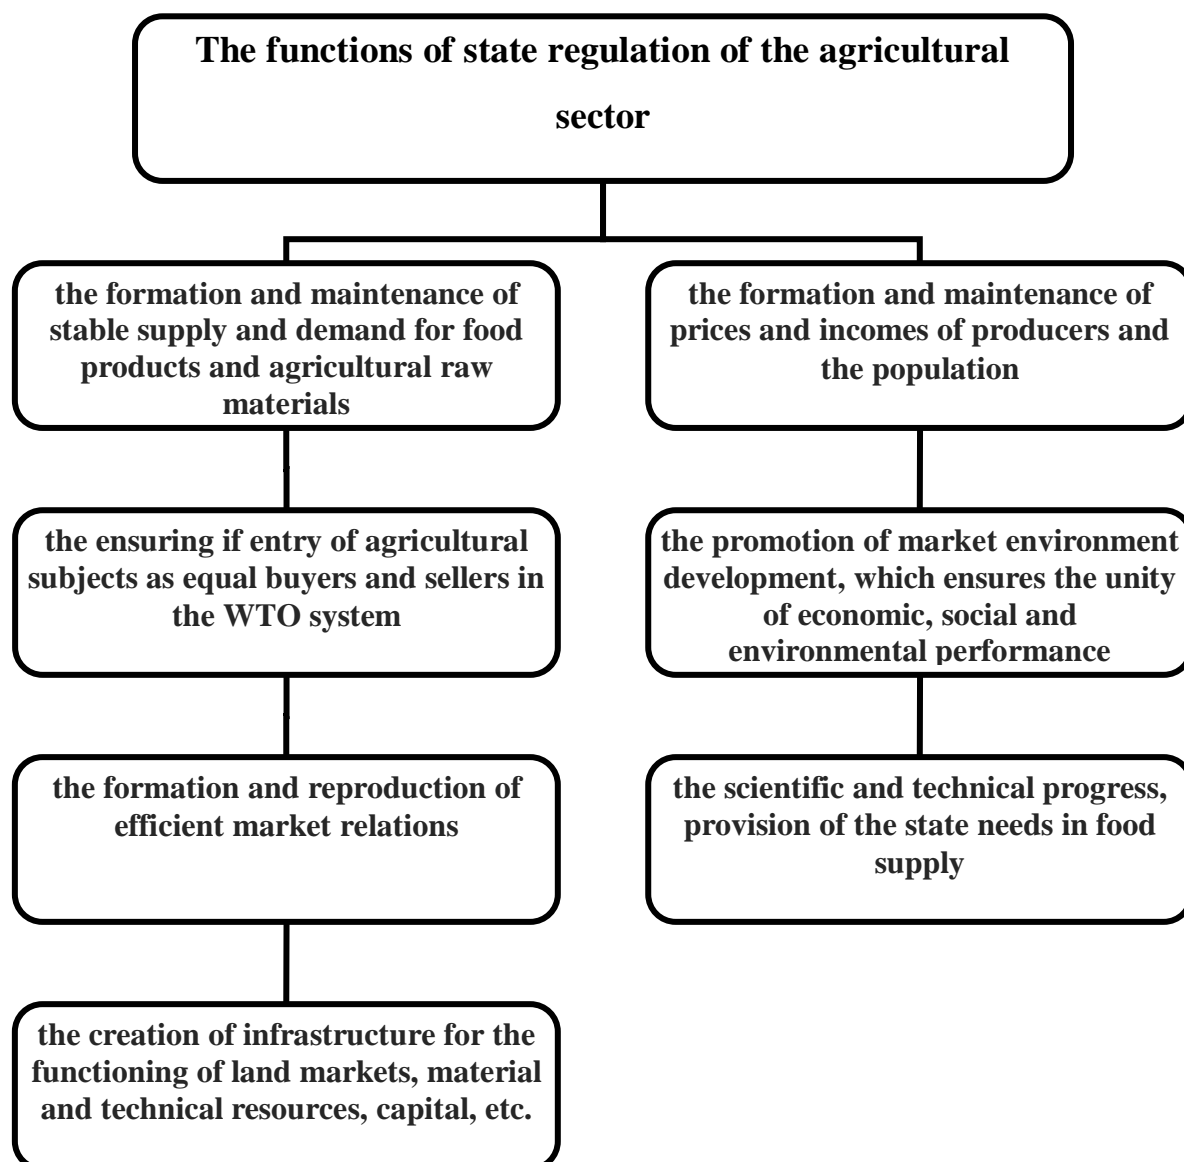 The functions of state regulation of the agricultural
sector
the formation and maintenance of
stable supply and demand for food
products and agricultural raw
materials
the formation and maintenance of
prices and incomes of producers and
the population
the ensuring if entry of agricultural
subjects as equal buyers and sellers in
the WTO system
the promotion of market environment
development, which ensures the unity
of economic, social and
environmental performance
the formation and reproduction of
efficient market relations
the scientific and technical progress,
provision of the state needs in food
supply
the creation of infrastructure for the
functioning of land markets, material
and technical resources, capital, etc.